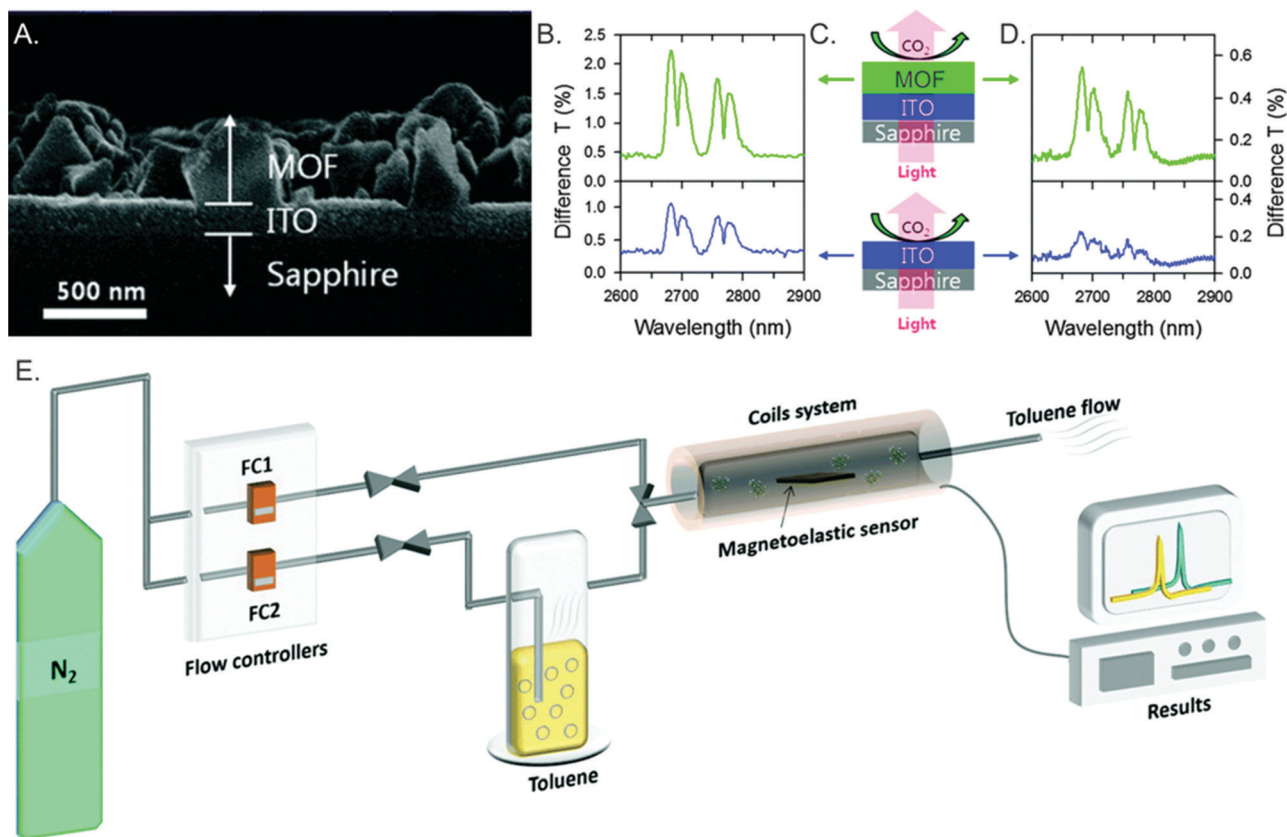 A.
MOF
ITO
Sapphire
500 nm
B.
Difference T (%)
2.5
2.0
1.5
1.0
0.5
0.0
1.0
0.5
0.0
2600 2700 2800 2900
Wavelength (nm)
C.
CO2
MOF
ITO
Sapphire
Light
CO2
ITO
Sapphire
Light
D.
0.6
0.4
0.2
0.0
0.4
0.2
0.0
Difference T (%)
2600 2700 2800 2900
Wavelength (nm)
E.
N2
FC1
FC2
Flow controllers
Toluene
Coils system
Magnetoelastic sensor
Toluene flow
Results